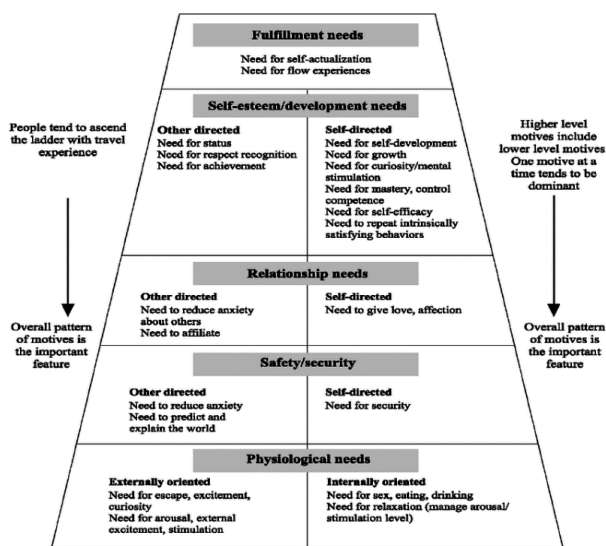 Fulfillment needs
Need for self-actualization
Need for flow experiences
People tend to ascend
the ladder with travel
experience
Overall pattern
of motives is
the important
feature
Self-esteem/development needs
Other directed
Need for status
Need for respect recognition
Need for achievement
Self-directed
Need for self-development
Need for growth
Need for curiosity/mental
stimulation
Need for mastery, control
competence
Need for self-efficacy
Need to repeat intrinsically
satisfying behaviors
Higher level
motives include
lower level motives
One motive at a
time tends to be
dominant
Overall pattern
of motives is
the important
feature
Relationship needs
Other directed
Need to reduce anxiety
about others
Need to affiliate
Self-directed
Need to give love, affection
Safety/security
Other directed
Need to reduce anxiety
Need to predict and
explain the world
Self-directed
Need for security
Physiological needs
Externally oriented
Need for escape, excitement,
curiosity
Need for arousal, external
excitement, stimulation
Internally oriented
Need for sex, eating, drinking
Need for relaxation (manage arousal/
stimulation level)